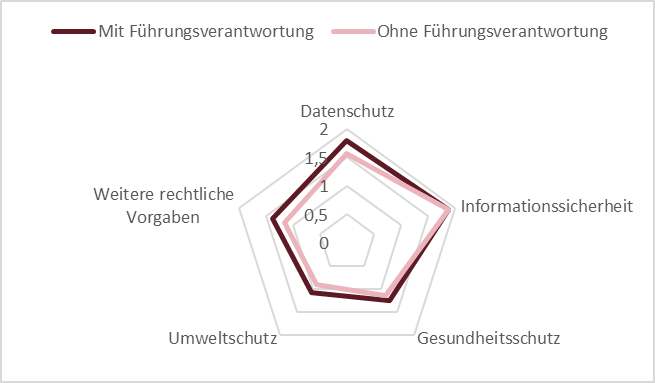 Mit Führungsverantwortung
Ohne Führungsverantwortung
Datenschutz
2
1,5
1
0,5
0
Informationssicherheit
Gesundheitsschutz
Umweltschutz
Weitere rechtliche
Vorgaben